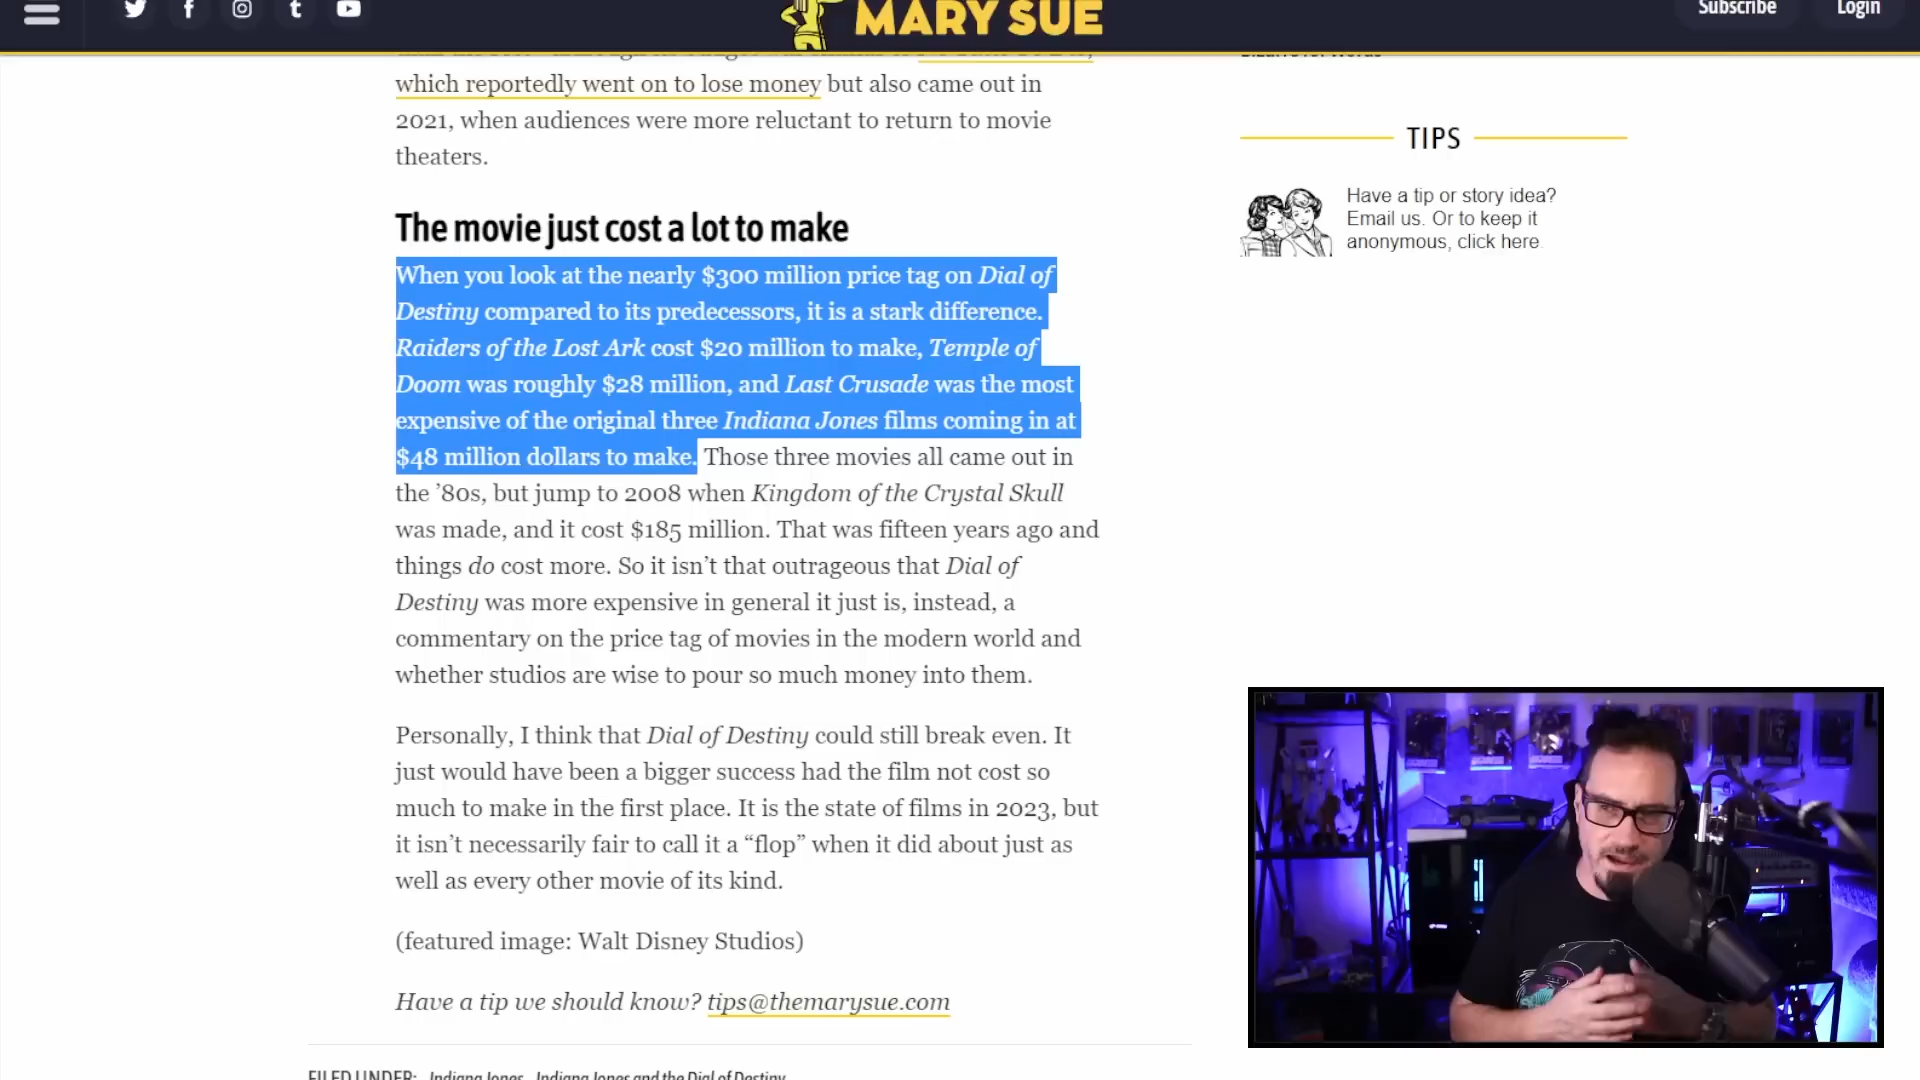 Subscribe
Login
MARY SUE
which reportedly went on to lose money but also came out in
2021, when audiences were more reluctant to return to movie
theaters.
The movie just cost a lot to make
When you look at the nearly $300 million price tag on Dial of
Destiny compared to its predecessors, it is a stark difference.
Raiders of the Lost Ark cost $20 million to make, Temple of
Doom was roughly $28 million, and Last Crusade was the most
expensive of the original three Indiana Jones films coming in at
$48 million dollars to make. Those three movies all came out in
the ’80s, but jump to 2008 when Kingdom of the Crystal Skull
was made, and it cost $185 million. That was fifteen years ago and
things do cost more. So it isn’t that outrageous that Dial of
Destiny was more expensive in general it just is, instead, a
commentary on the price tag of movies in the modern world and
whether studios are wise to pour so much money into them.
Personally, I think that Dial of Destiny could still break even. It
just would have been a bigger success had the film not cost so
much to make in the first place. It is the state of films in 2023, but
it isn’t necessarily fair to call it a “flop” when it did about just as
well as every other movie of its kind.
(featured image: Walt Disney Studios)
Have a tip we should know? tips@themarysue.com
FILED UNDER: Indiana Jones Indiana Jones and the Dial of Destiny
TIPS
Have a tip or story idea?
Email us. Or to keep it
anonymous, click here.